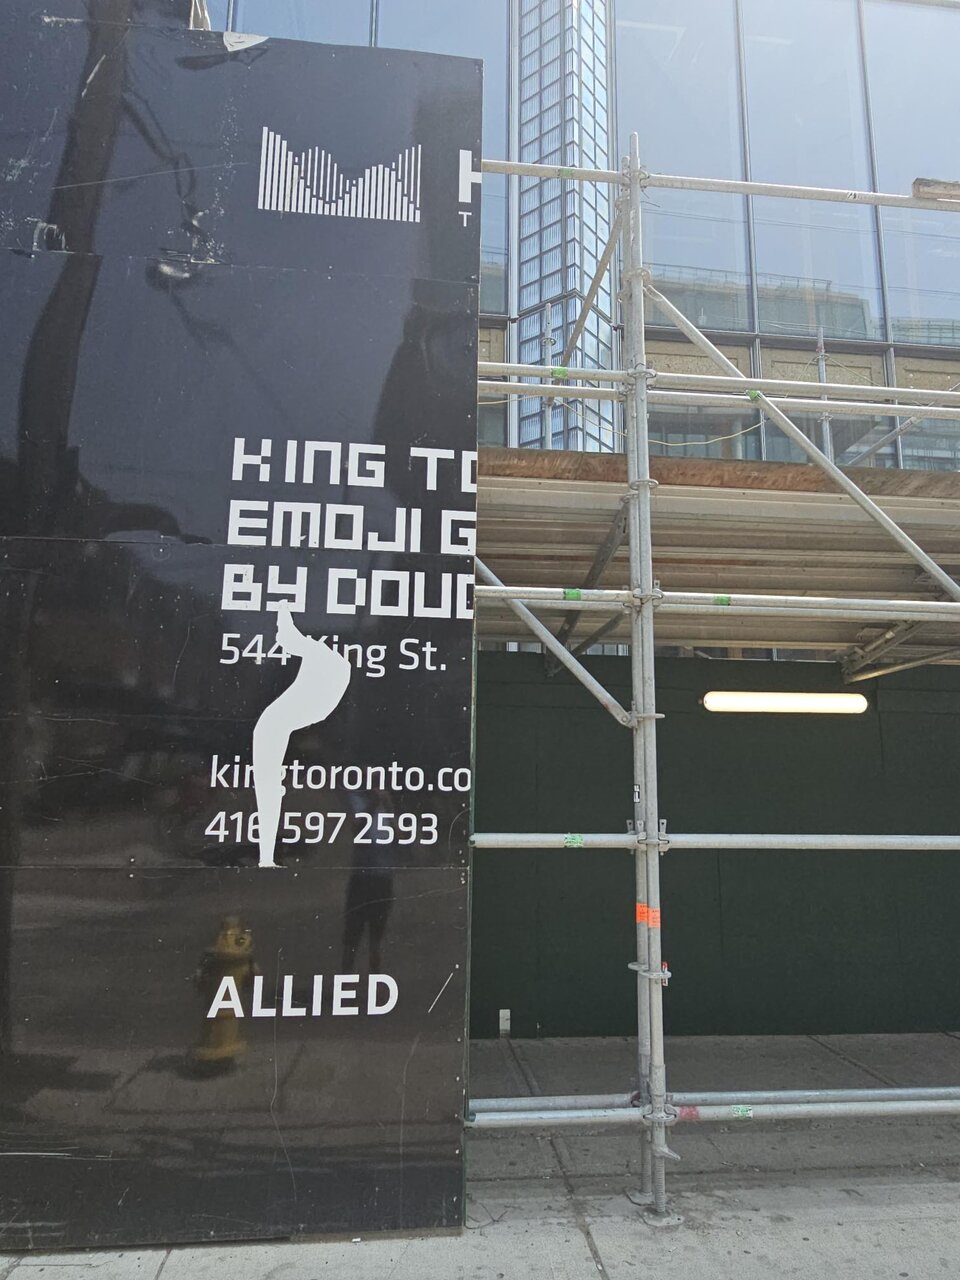 H
T
KING TO
EMOJI G
BY DOUG
544 King St.
kingtoronto.co
416 597 2593
ALLIED